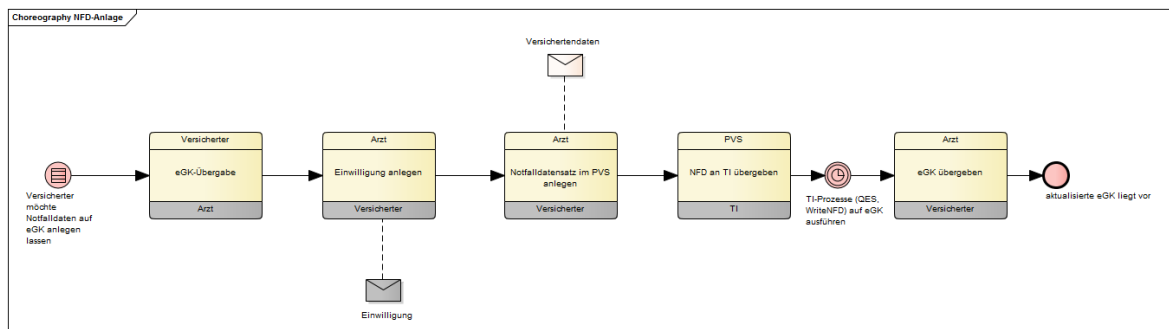 Choreography NFD-Anlage
Versichertendaten
Versicherter
eGK-Übergabe
Arzt
Arzt
Einwilligung anlegen
Versicherter
Arzt
Notfalldatensatz im PVS
anlegen
Versicherter
PVS
NFD an TI übergeben
TI
Arzt
eGK übergeben
Versicherter
Versicherter
möchte
Notfalldaten auf
eGK anlegen
lassen
TI-Prozesse (QES,
WriteNFD) auf eGK
ausführen
aktualisierte eGK liegt vor
Einwilligung